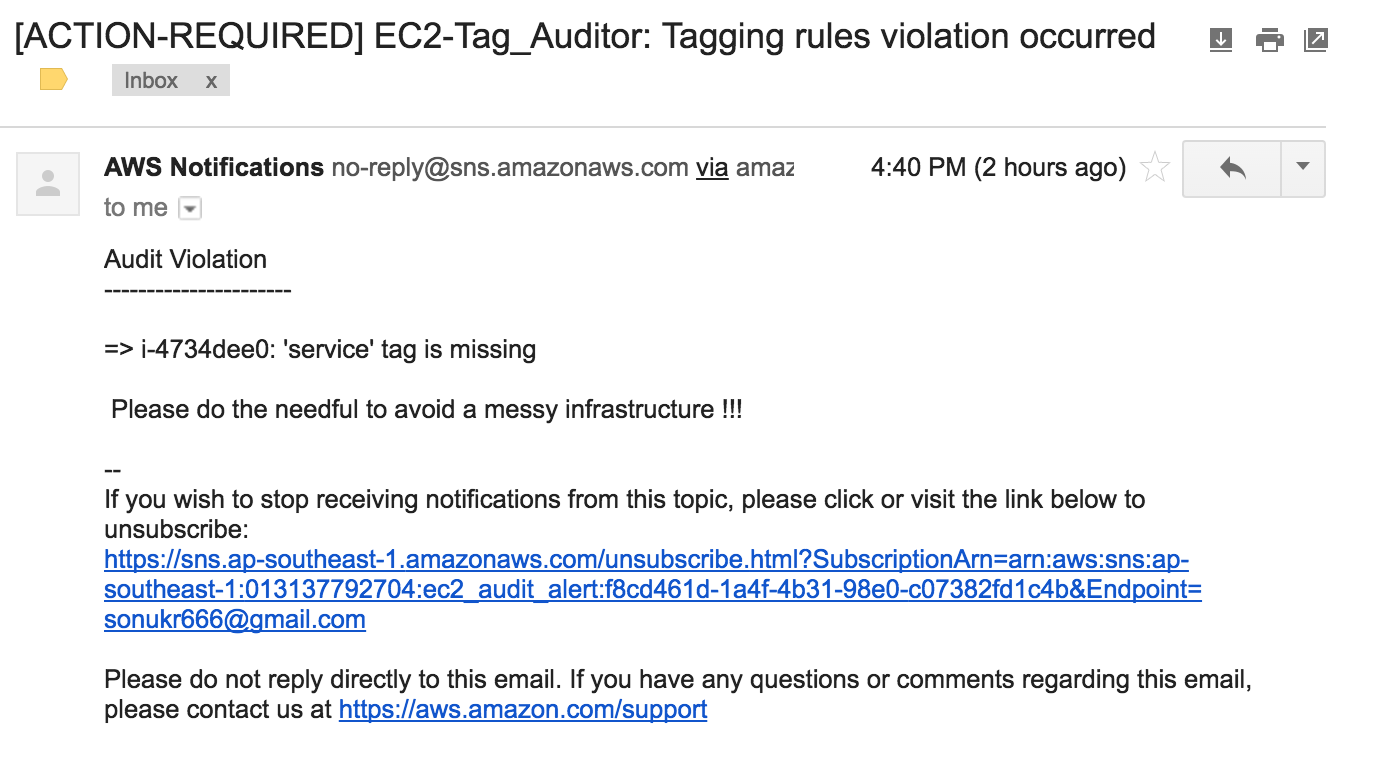 [ACTION-REQUIRED] EC2-Tag_Auditor: Tagging rules violation occurred
Inbox x
AWS Notifications no-reply@sns.amazonaws.com via amaz 4:40 PM (2 hours ago)
to me
Audit Violation
----------------------
=> i-4734dee0: 'service' tag is missing
Please do the needful to avoid a messy infrastructure !!!
--
If you wish to stop receiving notifications from this topic, please click or visit the link below to
unsubscribe:
https://sns.ap-southeast-1.amazonaws.com/unsubscribe.html?SubscriptionArn=arn:aws:sns:ap-
southeast-1:013137792704:ec2_audit_alert:f8cd461d-1a4f-4b31-98e0-c07382fd1c4b&Endpoint=
sonukr666@gmail.com
Please do not reply directly to this email. If you have any questions or comments regarding this email,
please contact us at https://aws.amazon.com/support